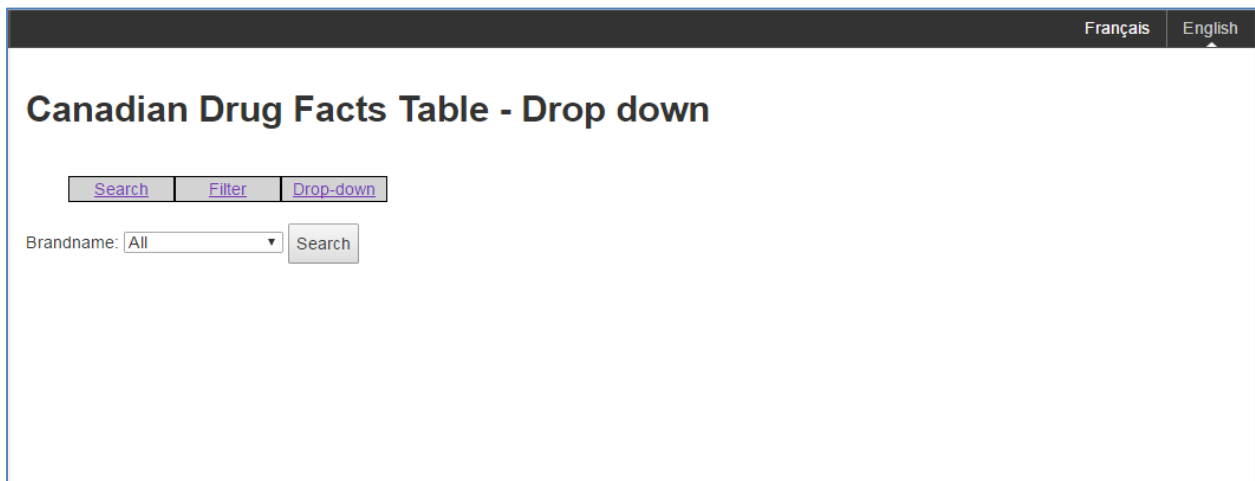 Français English
Canadian Drug Facts Table - Drop down
Search Filter Drop-down
Brandname: All Search